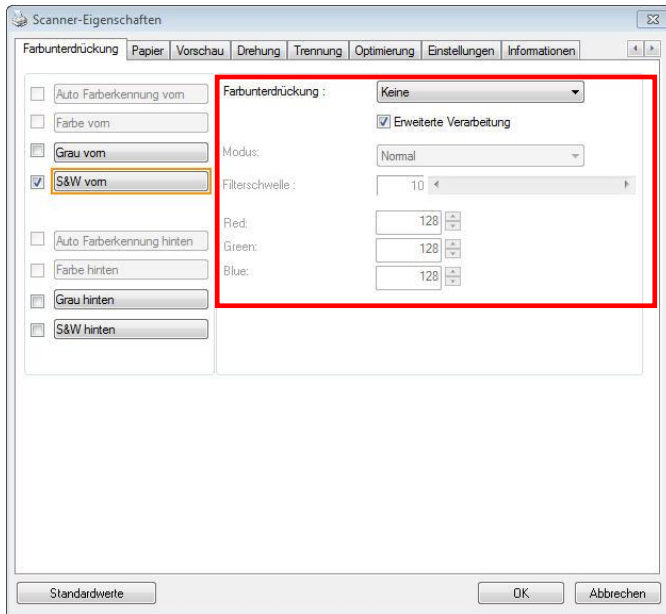 Scanner-Eigenschaften
Farbunterdrückung Papier Vorschau Drehung Trennung Optimierung Einstellungen Informationen
Auto Farberkennung vorn
Farbe vorn
Grau vorn
S&W vorn
Auto Farberkennung hinten
Farbe hinten
Grau hinten
S&W hinten
Farbunterdrückung : Keine
Erweiterte Verarbeitung
Modus: Normal
Filterschwelle : 10
Red: 128
Green: 128
Blue: 128
Standardwerte OK Abbrechen